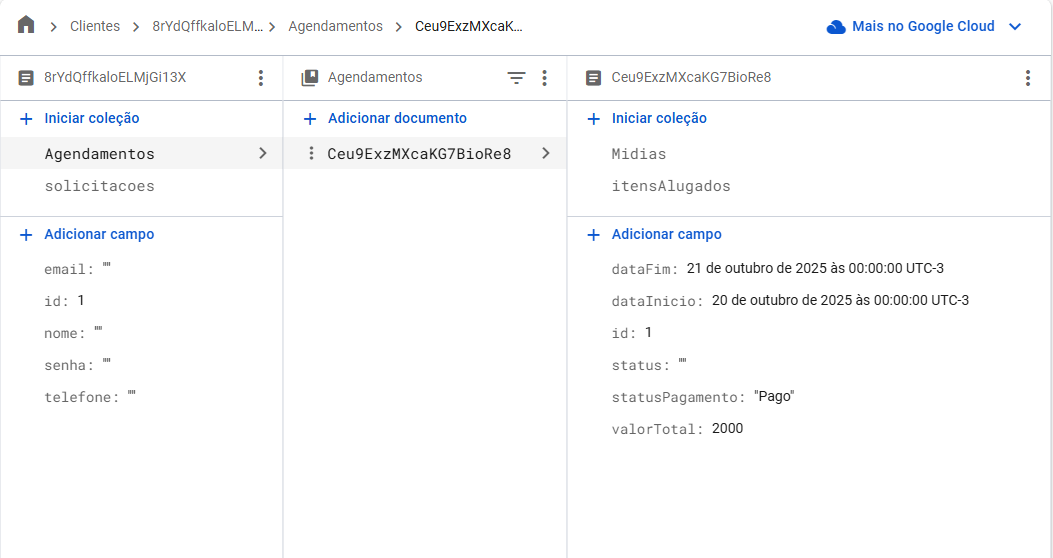 Clientes
8rYdQffkaloELM...
Agendamentos
Ceu9ExzMXcaK...
Mais no Google Cloud
8rYdQffkaloELMjGi13X
Agendamentos
Ceu9ExzMXcaKG7BioRe8
Iniciar coleção
Adicionar documento
Iniciar coleção
Agendamentos
Ceu9ExzMXcaKG7BioRe8
Midias
solicitacoes
itensAlugados
Adicionar campo
Adicionar campo
email: ""
dataFim: 21 de outubro de 2025 às 00:00:00 UTC-3
id: 1
dataInicio: 20 de outubro de 2025 às 00:00:00 UTC-3
nome: ""
id: 1
senha: ""
status: ""
telefone: ""
statusPagamento: "Pago"
valorTotal: 2000